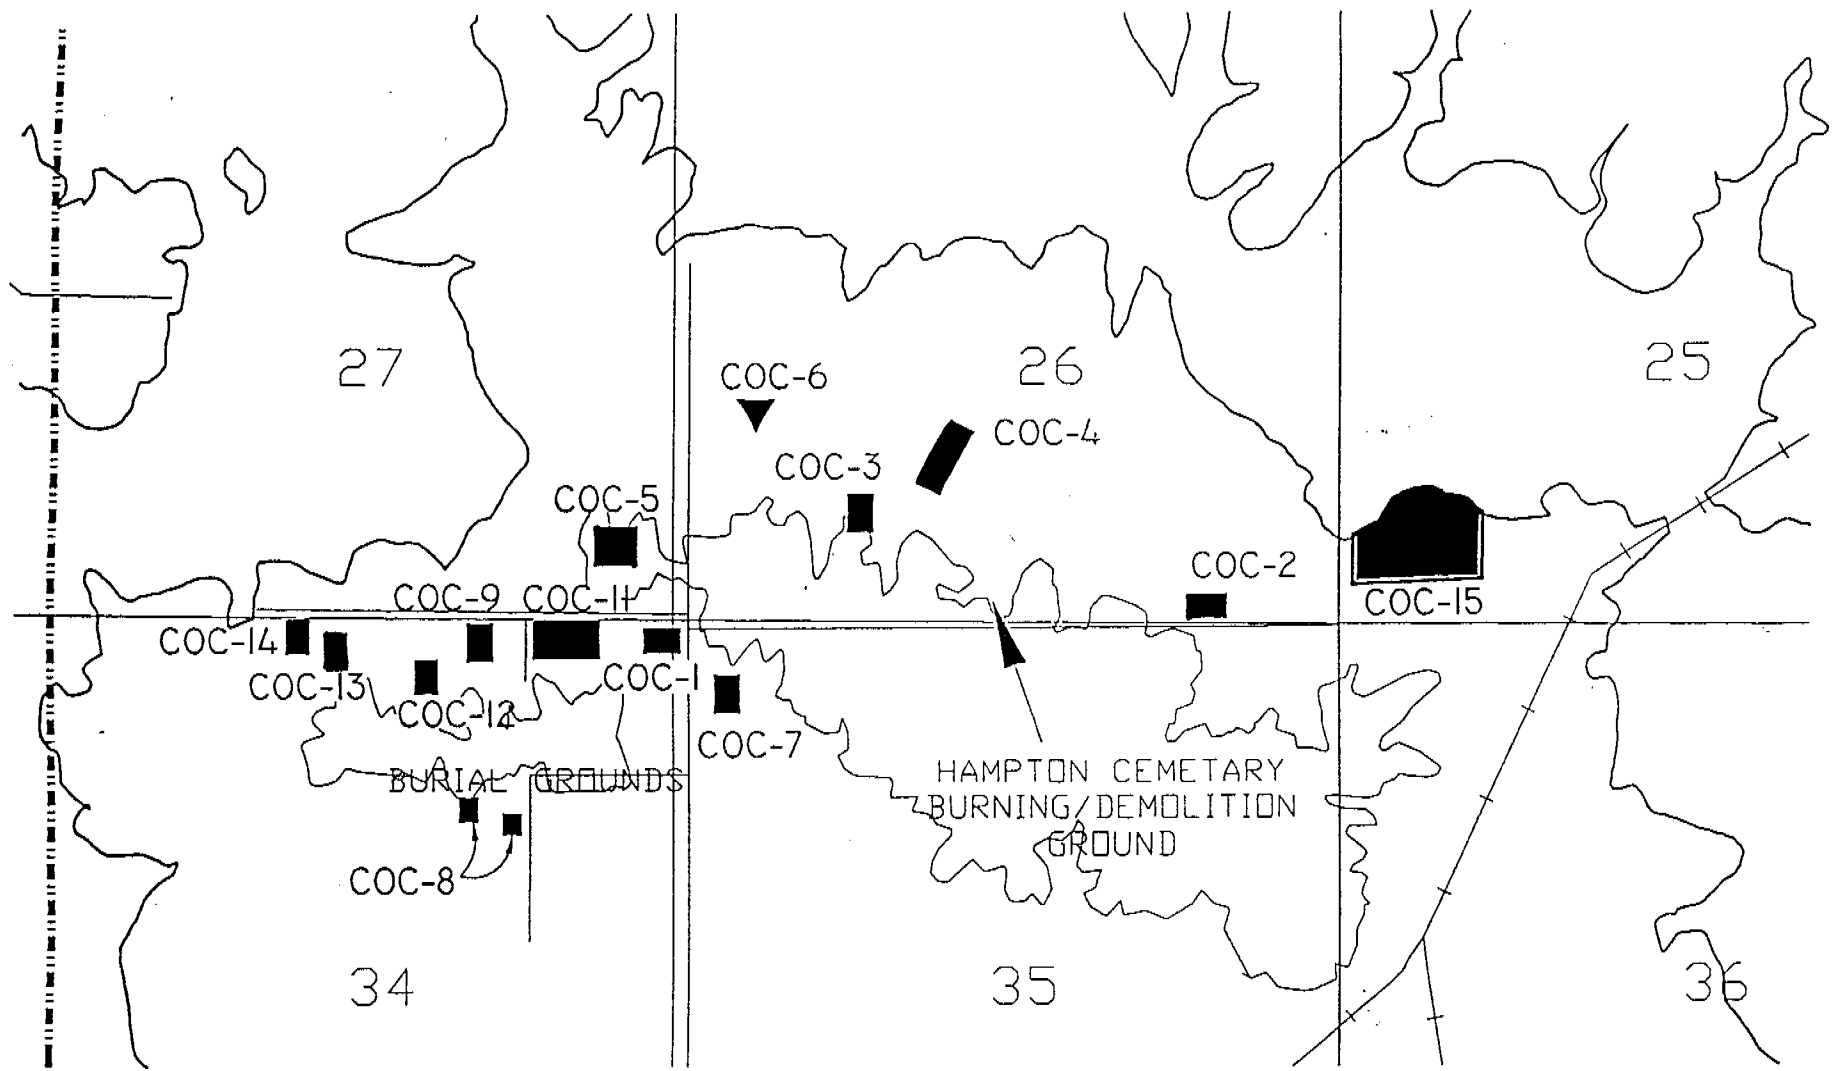 27
26
25
COC-6
COC-4
COC-3
COC-5
COC-2
COC-9
COC-11
COC-15
COC-14
COC-13
COC-12
COC-1
COC-7
BURIAL GROUNDS
HAMPTON CEMETARY
BURNING/DEMOLITION
GROUND
COC-8
34
35
36